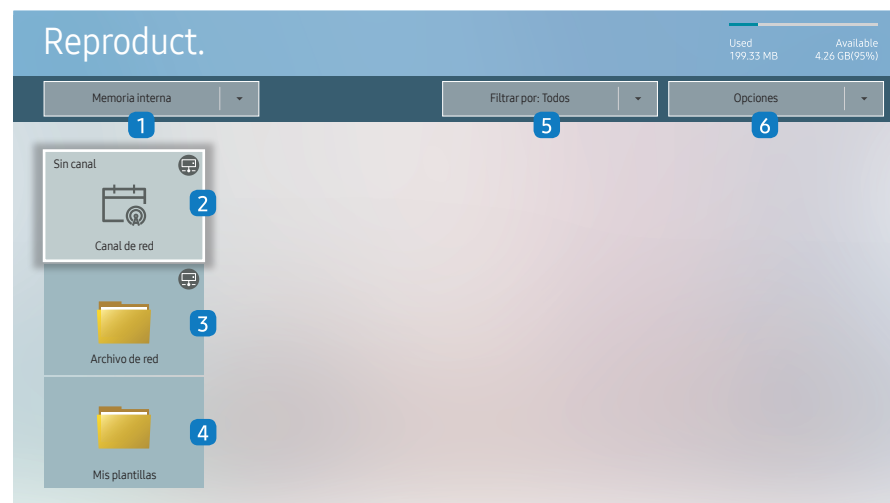 Reproduct.
Used Available
199.33 MB 4.26 GB(95%)
Memoria interna
Filtrar por: Todos
Opciones
1
5
6
Sin canal
2
Canal de red
3
Archivo de red
4
Mis plantillas